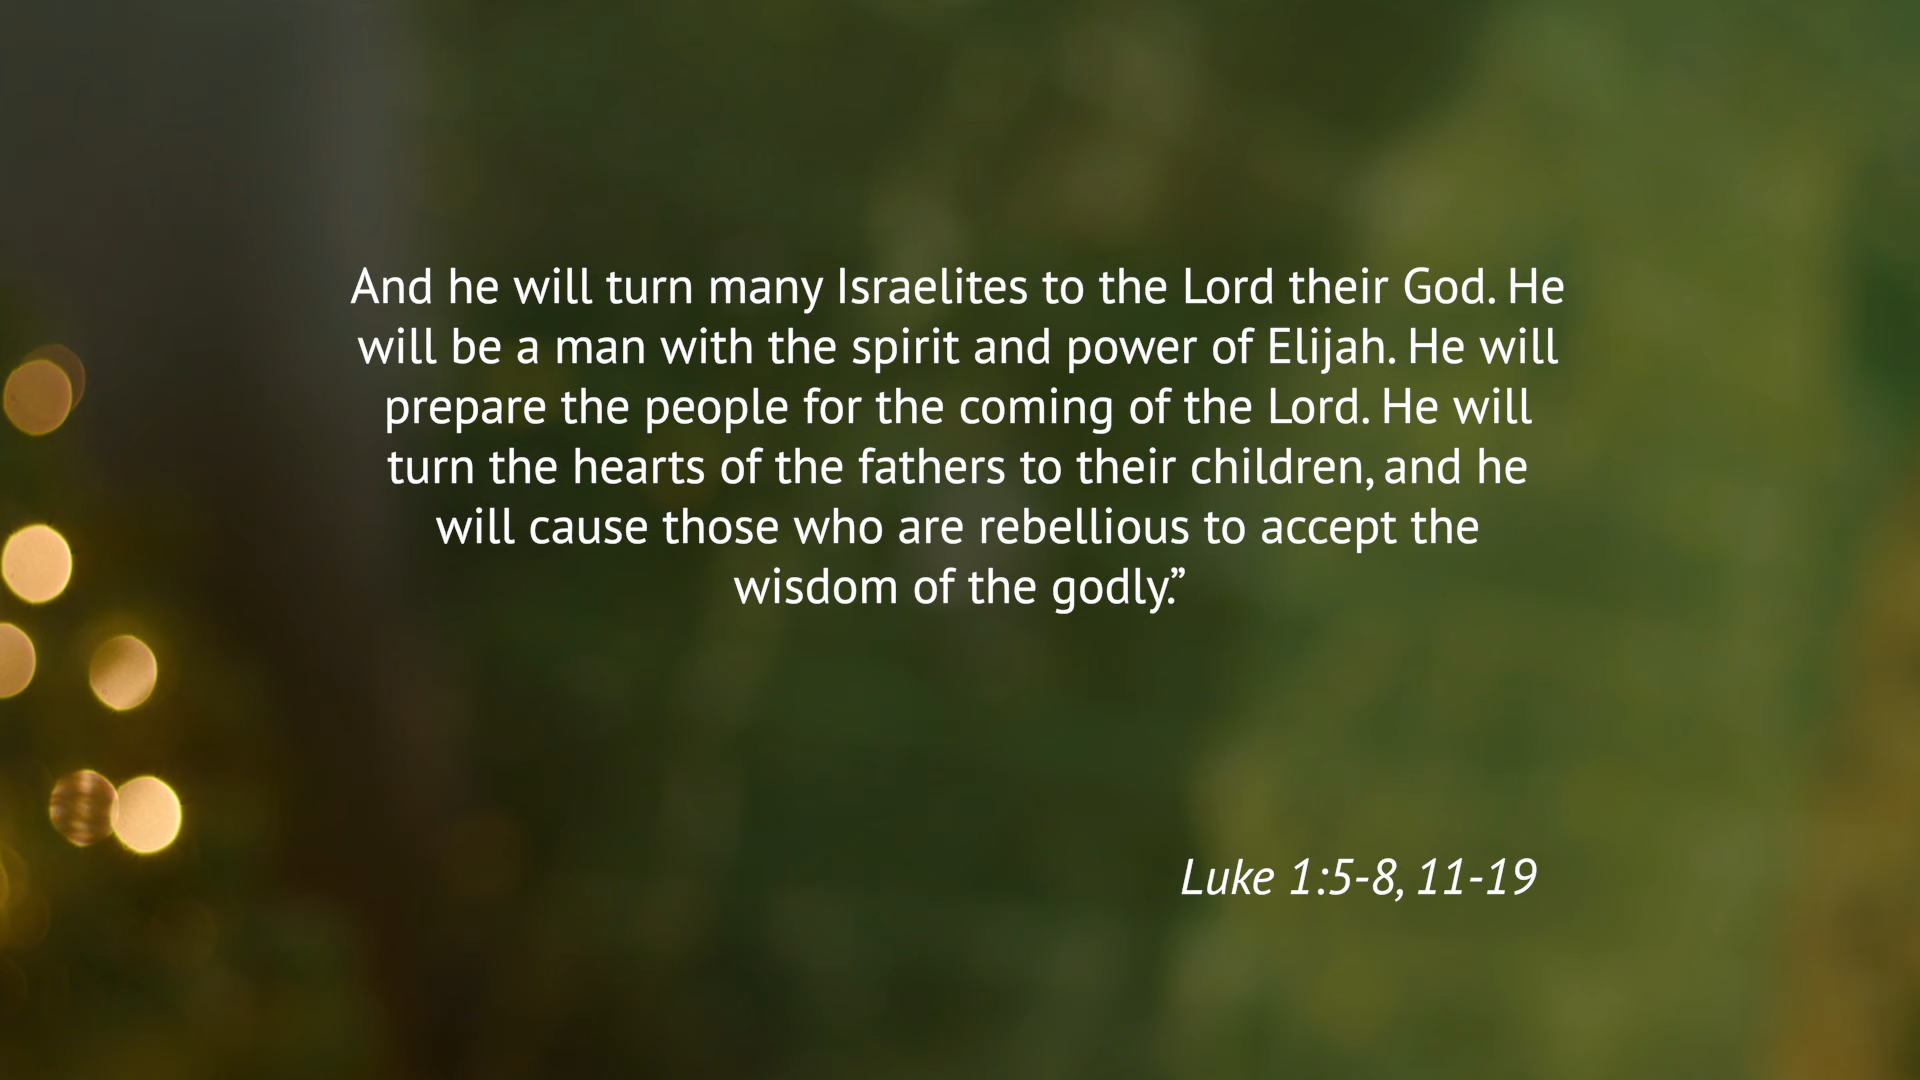 And he will turn many Israelites to the Lord their God. He
will be a man with the spirit and power of Elijah. He will
prepare the people for the coming of the Lord. He will
turn the hearts of the fathers to their children, and he
will cause those who are rebellious to accept the
wisdom of the godly.”
Luke 1:5-8, 11-19